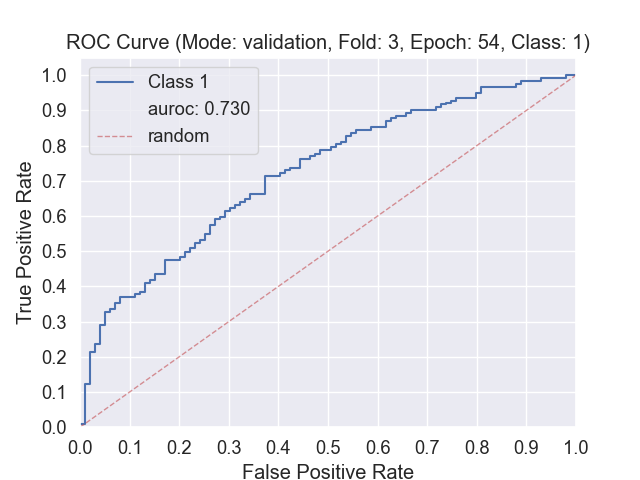 ROC Curve (Mode: validation, Fold: 3, Epoch: 54, Class: 1)
Class 1
auroc: 0.730
random
True Positive Rate
1.0
0.9
0.8
0.7
0.6
0.5
0.4
0.3
0.2
0.1
0.0
0.0 0.1 0.2 0.3 0.4 0.5 0.6 0.7 0.8 0.9 1.0
False Positive Rate